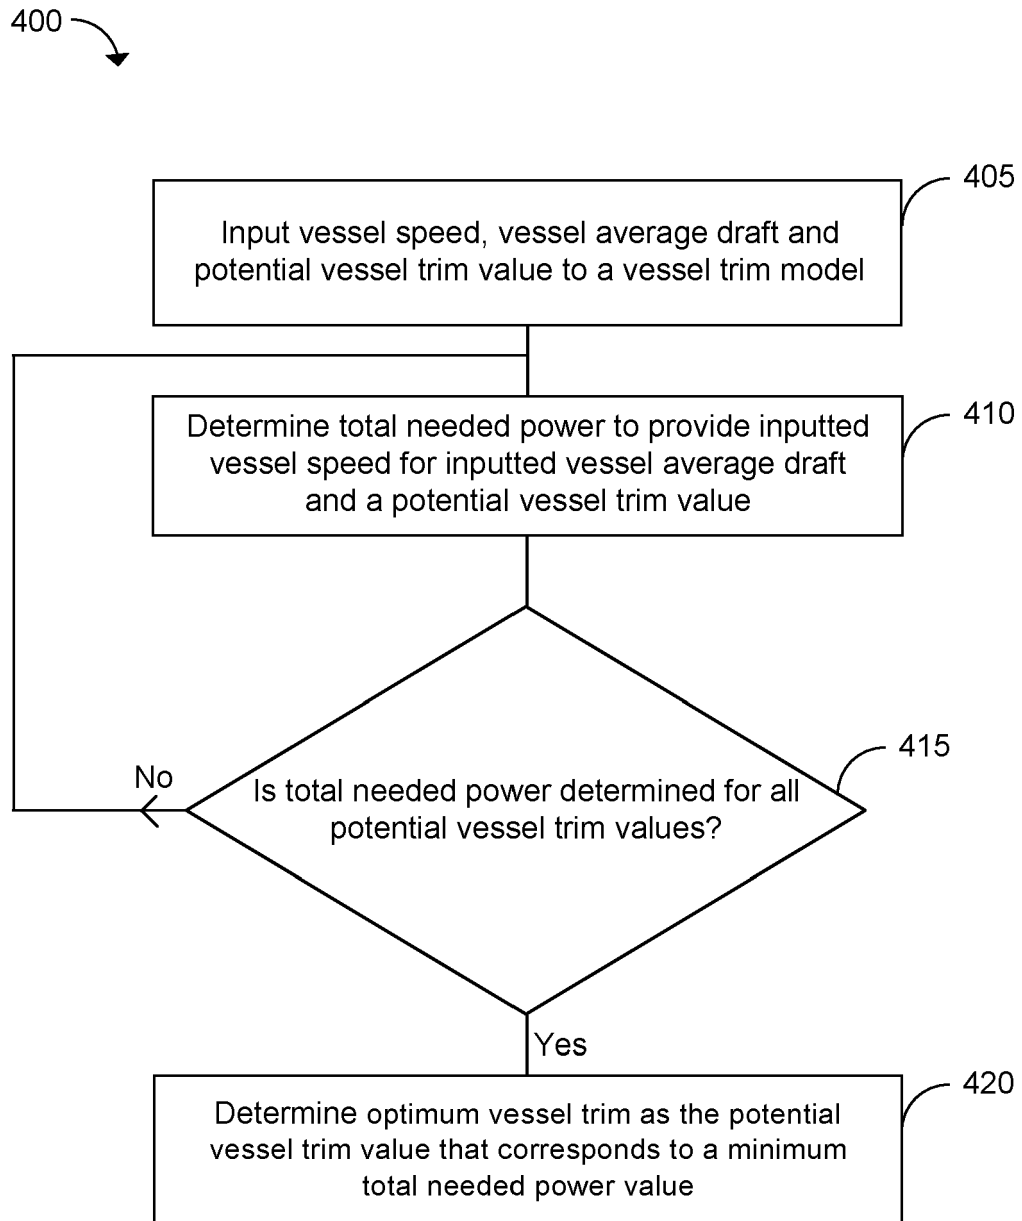 400
405
Input vessel speed, vessel average draft and
potential vessel trim value to a vessel trim model
410
Determine total needed power to provide inputted
vessel speed for inputted vessel average draft
and a potential vessel trim value
415
No
Is total needed power determined for all
potential vessel trim values?
Yes
420
Determine optimum vessel trim as the potential
vessel trim value that corresponds to a minimum
total needed power value